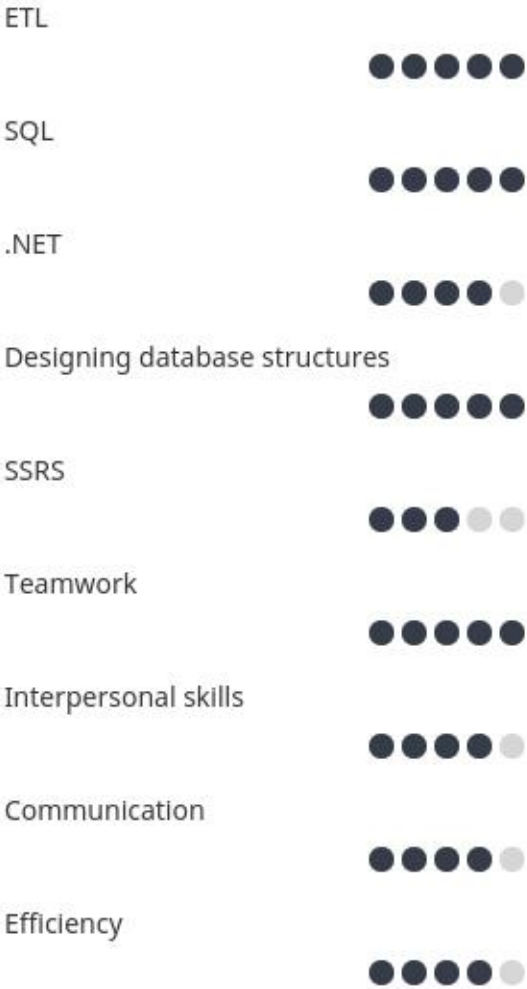 ETL
SQL
.NET
Designing database structures
SSRS
Teamwork
Interpersonal skills
Communication
Efficiency